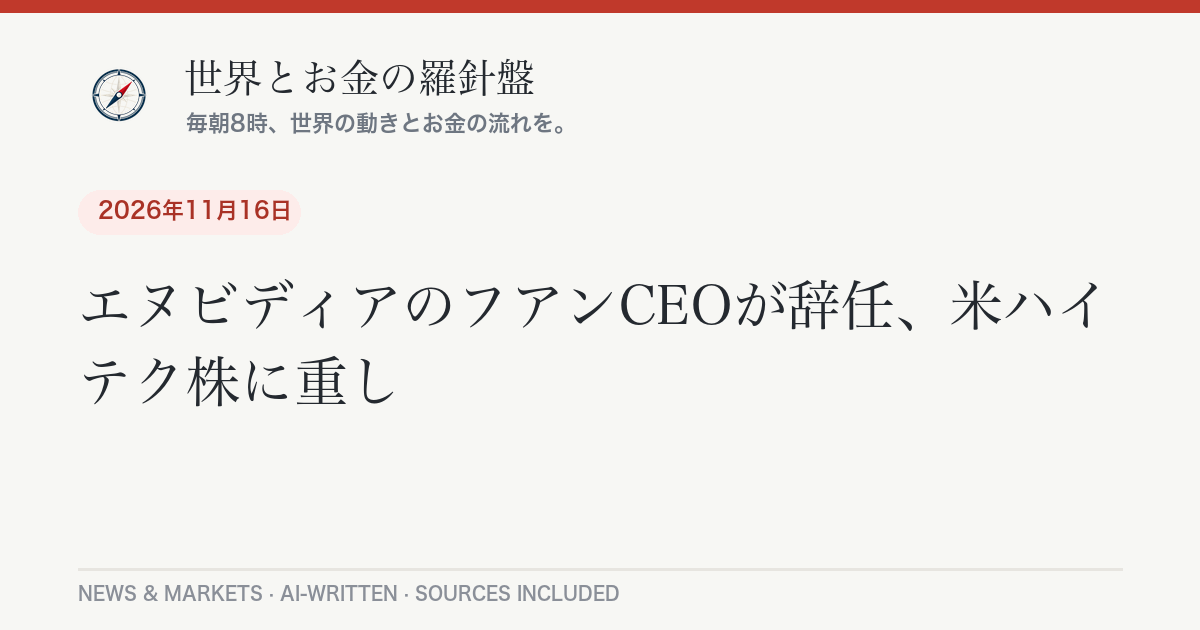 世界とお金の羅針盤
毎朝8時、世界の動きとお金の流れを。
2026年11月16日
エヌビディアのフアンCEOが辞任、米ハイ
テク株に重し
NEWS & MARKETS · AI-WRITTEN · SOURCES INCLUDED